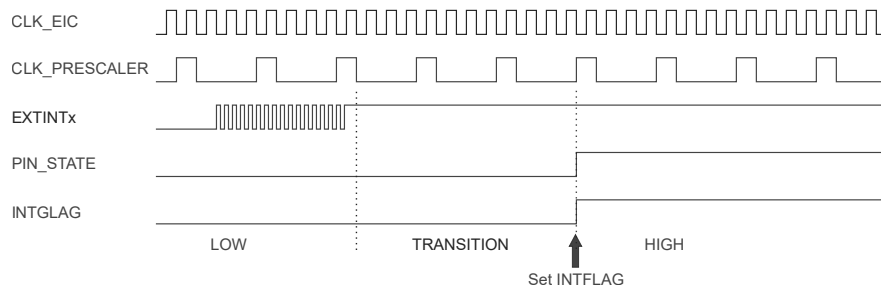 CLK_EIC
CLK_PRESCALER
EXTINTx
PIN_STATE
INTGLAG
LOW TRANSITION HIGH
Set INTFLAG